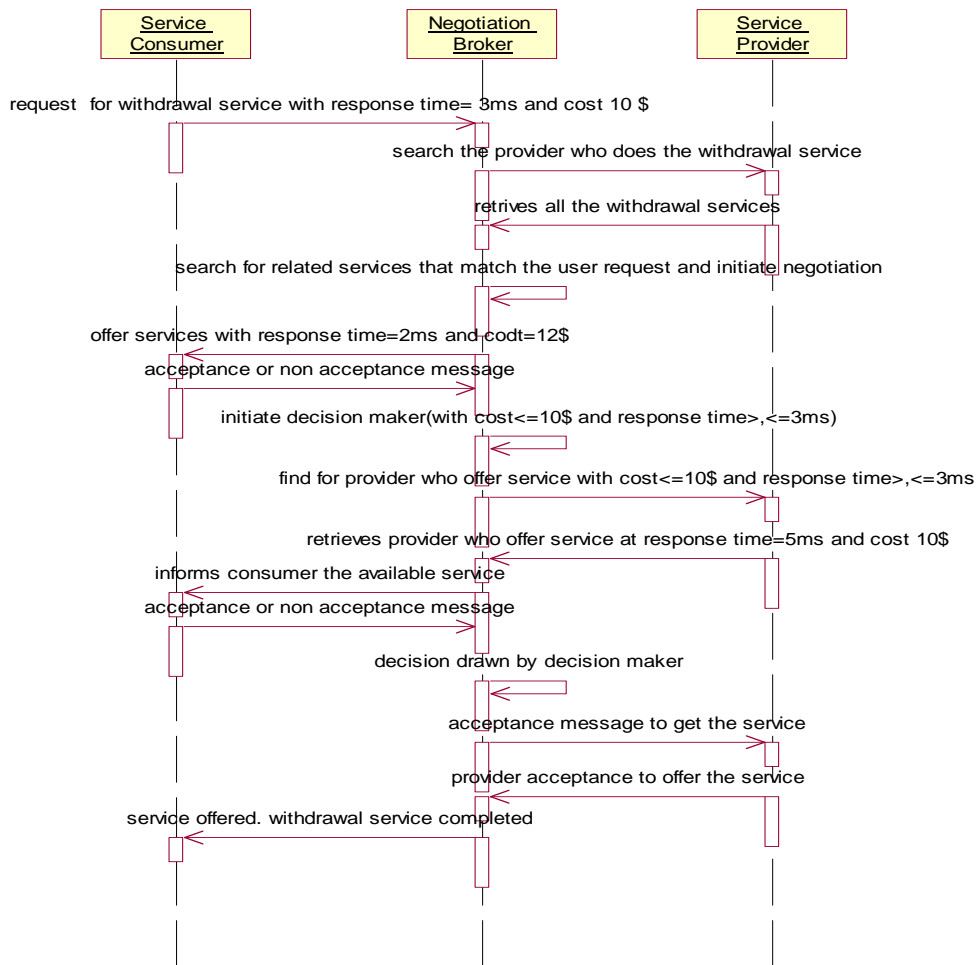 Service
Consumer
Negotiation
Broker
Service
Provider
request for withdrawal service with response time= 3ms and cost 10 $
search the provider who does the withdrawal service
retrives all the withdrawal services
search for related services that match the user request and initiate negotiation
offer services with response time=2ms and codt=12$
acceptance or non acceptance message
initiate decision maker(with cost<=10$ and response time>,<=3ms)
find for provider who offer service with cost<=10$ and response time>,<=3ms
retrieves provider who offer service at response time=5ms and cost 10$
informs consumer the available service
acceptance or non acceptance message
decision drawn by decision maker
acceptance message to get the service
provider acceptance to offer the service
service offered. withdrawal service completed